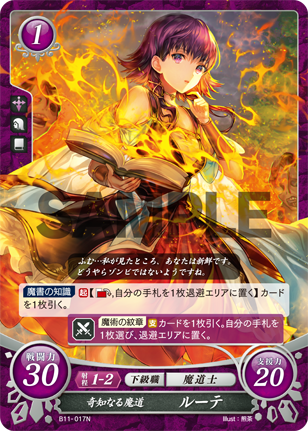 1
SAMPLE
ふむ…私が見たところ、あなたは新鮮です。
どうやらゾンビではないようですね。
魔書の知識 起【自分の手札を1枚退避エリアに置く】カード
を1枚引く。
魔術の紋章 支 カードを1枚引く。自分の手札を
1枚選び、退避エリアに置く。
戦闘力
30
射程 1-2 下級職 魔道士
支援力
20
奇知なる魔道 ルーテ
B11-017N
Illust:煎茶